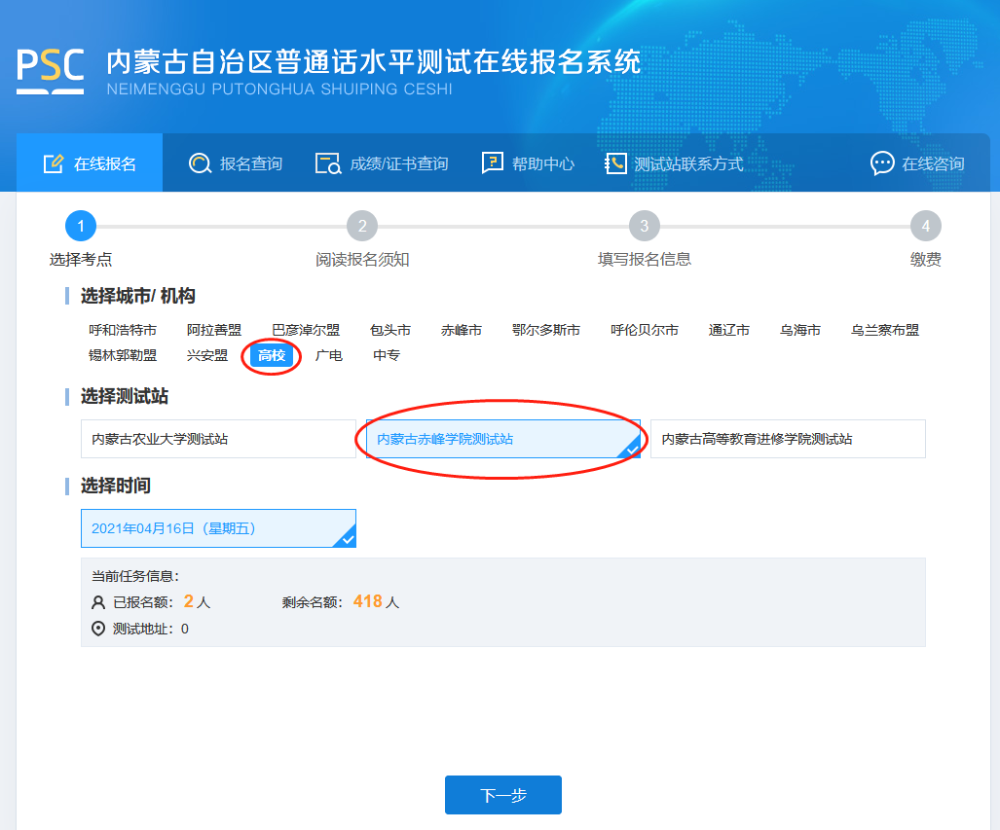 PSC
内蒙古自治区普通话水平测试在线报名系统
NEIMENGGU PUTONGHUA SHUIPING CESHI
在线报名 报名查询 成绩/证书查询 帮助中心 测试站联系方式 在线咨询
1 2 3 4
选择考点 阅读报名须知 填写报名信息 缴费
选择城市/ 机构
呼和浩特市 阿拉善盟 巴彦淖尔盟 包头市 赤峰市 鄂尔多斯市 呼伦贝尔市 通辽市 乌海市 乌兰察布盟
锡林郭勒盟 兴安盟 高校 广电 中专
选择测试站
内蒙古农业大学测试站 内蒙古赤峰学院测试站 内蒙古高等教育进修学院测试站
选择时间
2021年04月16日（星期五）
当前任务信息：
已报名额：2人 剩余名额：418人
测试地址：0
下一步